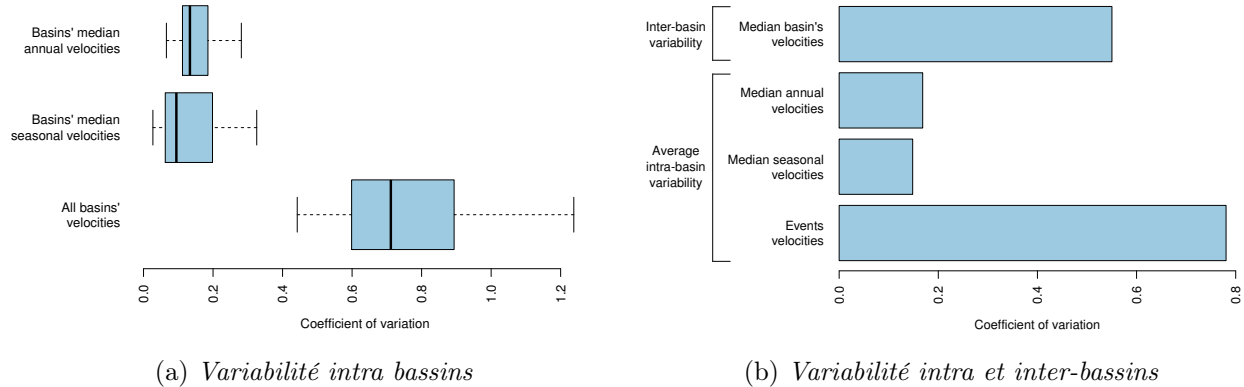 Basins' median
annual velocities
Basins' median
seasonal velocities
All basins'
velocities
0.0
0.2
0.4
0.6
0.8
1.0
1.2
Coefficient of variation
(a) Variabilité intra bassins
Inter-basin
variability
Median basin's
velocities
Average
intra-basin
variability
Median annual
velocities
Median seasonal
velocities
Events
velocities
0.0
0.2
0.4
0.6
0.8
Coefficient of variation
(b) Variabilité intra et inter-bassins